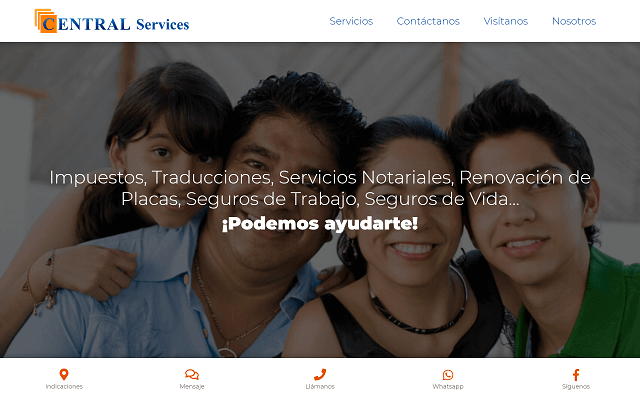 CENTRAL Services
Servicios Contáctanos Visítanos Nosotros
Impuestos, Traducciones, Servicios Notariales, Renovación de
Placas, Seguros de Trabajo, Seguros de Vida...
¡Podemos ayudarte!
Indicaciones Mensaje Llámanos Whatsapp Síguenos